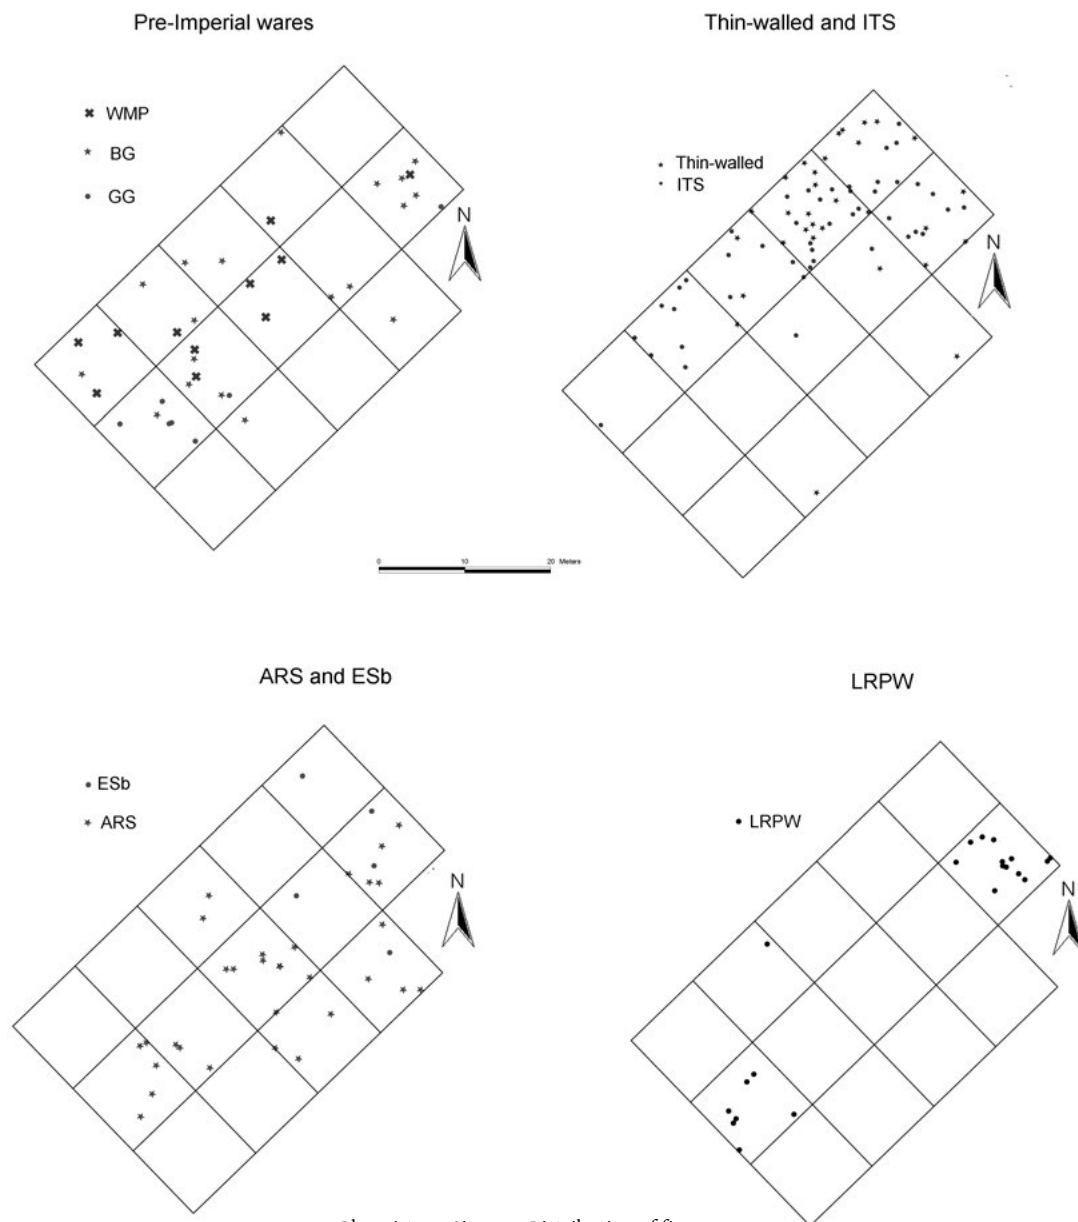 Pre-Imperial wares
Thin-walled and ITS
WMP
BG
GG
Thin-walled
ITS
N
N
0 10 20 Meters
ARS and ESb
LRPW
ESb
ARS
LRPW
N
N